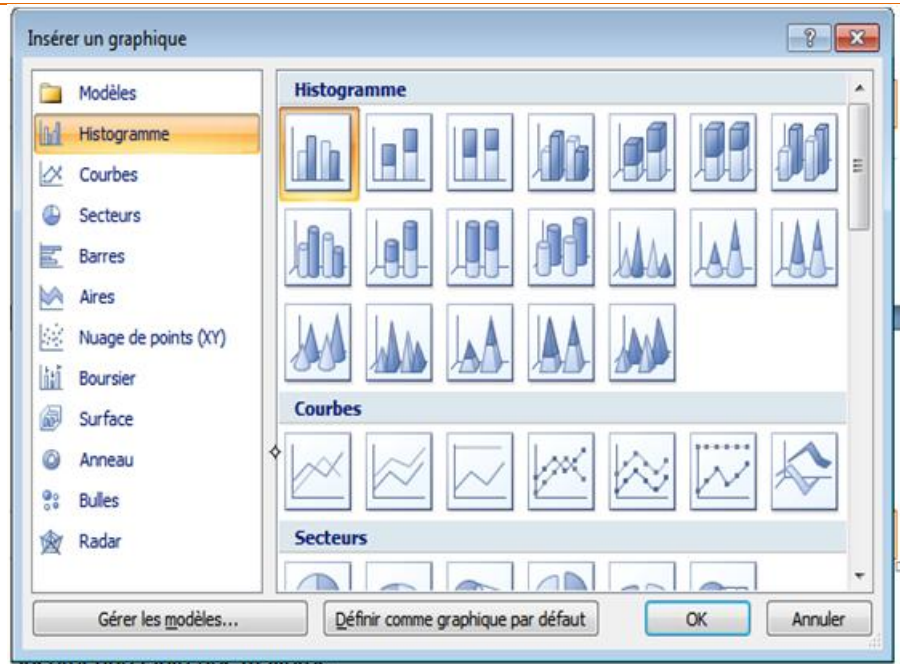 Insérer un graphique
Modèles
Histogramme
Courbes
Secteurs
Barres
Aires
Nuage de points (XY)
Boursier
Surface
Anneau
Bulles
Radar
Histogramme
Courbes
Secteurs
Gérer les modèles...
Définir comme graphique par défaut
OK
Annuler